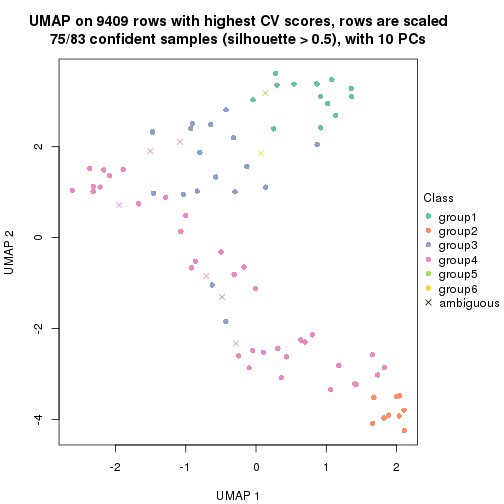 UMAP on 9409 rows with highest CV scores, rows are scaled
75/83 confident samples (silhouette > 0.5), with 10 PCs
Class
group1
group2
group3
group4
group5
group6
ambiguous
UMAP 2
2
0
-2
-4
-2
-1
0
1
2
UMAP 1